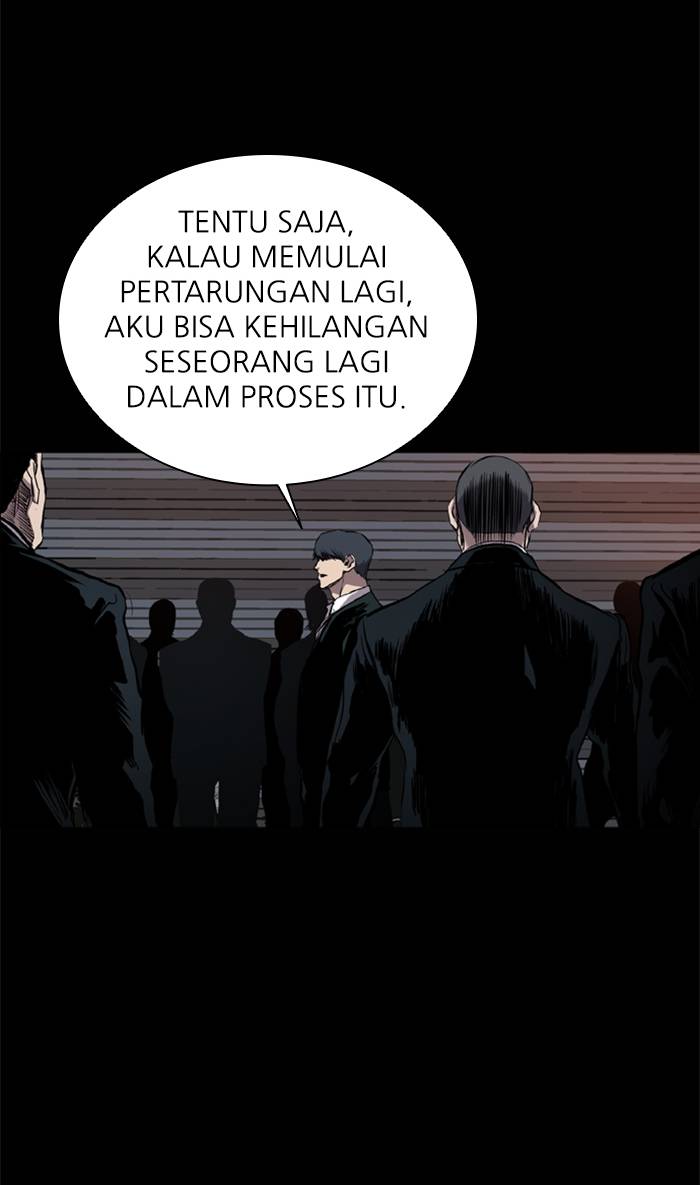 TENTU SAJA,
KALAU MEMULAI
PERTARUNGAN LAGI,
AKU BISA KEHILANGAN
SESEORANG LAGI
DALAM PROSES ITU.